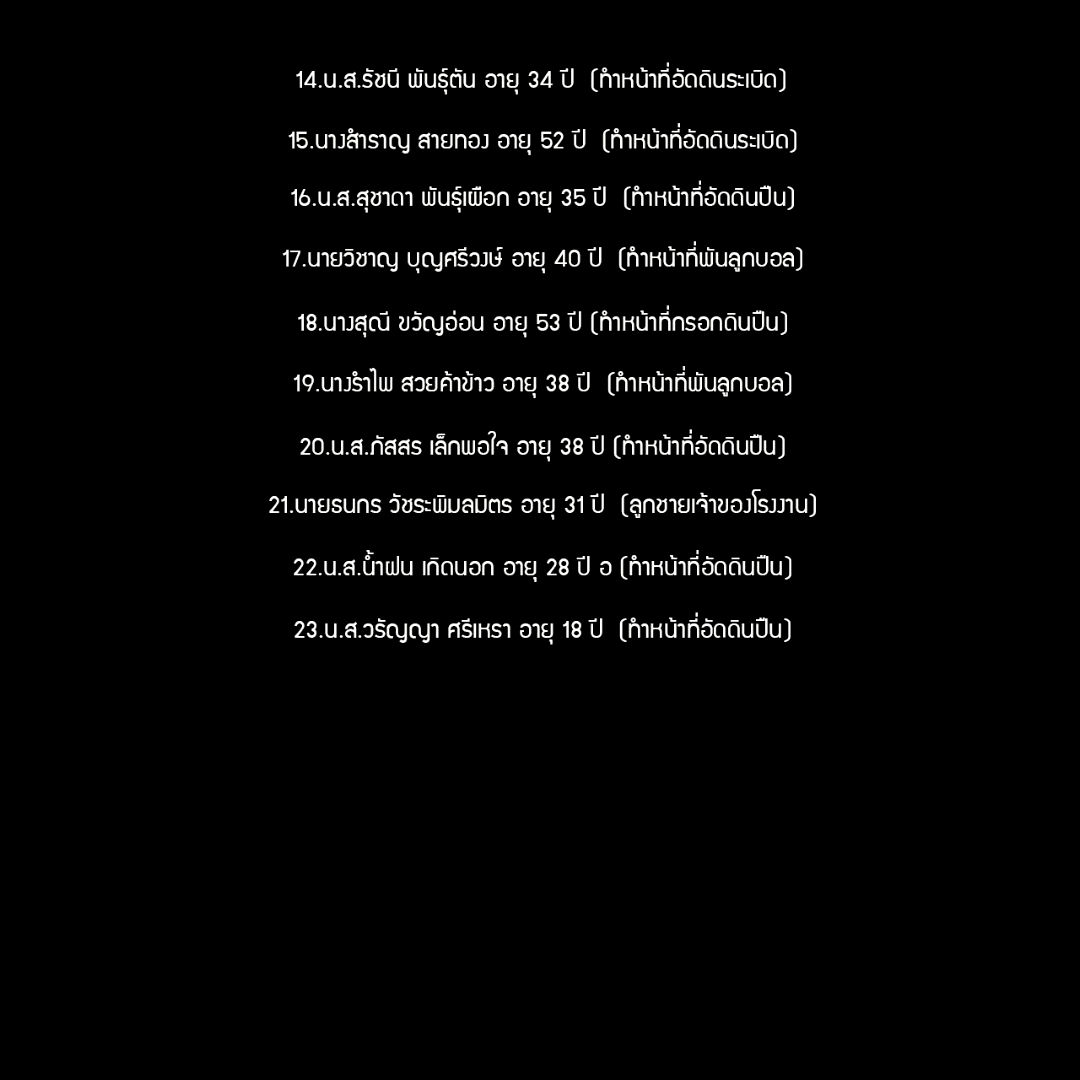 14.น.ส.รัชนี พันธุ์ตัน อายุ 34 ปี  (ทำหน้าที่อัดดินระเบิด)
15.นางสำราญ สายทอง อายุ 52 ปี  (ทำหน้าที่อัดดินระเบิด)
16.น.ส.สุชาดา พันธุ์เผือก อายุ 35 ปี  (ทำหน้าที่อัดดินปืน)
17.นายวิชาญ บุญศรีวงษ์ อายุ 40 ปี  (ทำหน้าที่พันลูกบอล)
18.นางสุณี ขวัญอ่อน อายุ 53 ปี (ทำหน้าที่กรอกดินปืน)
19.นางรำไพ สวยค้าข้าว อายุ 38 ปี  (ทำหน้าที่พันลูกบอล)
20.น.ส.ภัสสร เล็กพอใจ อายุ 38 ปี (ทำหน้าที่อัดดินปืน)
21.นายธนกร วัชระพิมลมิตร อายุ 31 ปี  (ลูกชายเจ้าของโรงงาน)
22.น.ส.น้ำฝน เกิดนอก อายุ 28 ปี อ (ทำหน้าที่อัดดินปืน)
23.น.ส.วรัญญา ศรีเหรา อายุ 18 ปี  (ทำหน้าที่อัดดินปืน)